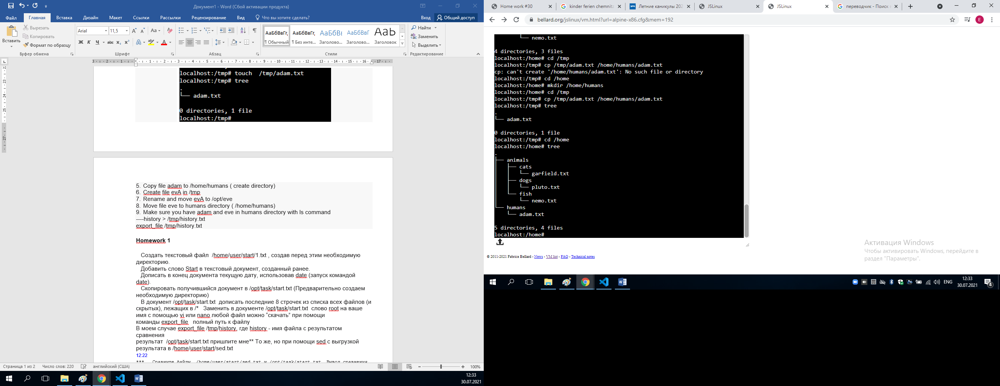 Документ1 - Word (Сбой активации продукта)
Файл Главная Вставка Дизайн Макет Ссылки Рассылки Рецензирование Вид Что вы хотите сделать? Вход Общий доступ
Вставить
Вырезать
Копировать
Формат по образцу
Буфер обмена
Arial 11,5
Ж К Ч abc x₂ x²
Шрифт
Абзац
АаБбВвГг, АаБбВвГг, АаБбВі АаБбВвГ АаЬ
¶ Обычный ¶ Без инте... Заголово... Заголово... Заголовок
Стили
Найти
Заменить
Выделить
Редактирование
localhost:/tmp# touch  /tmp/adam.txt
localhost:/tmp# tree
.
└── adam.txt
0 directories, 1 file
localhost:/tmp#
5. Copy file adam to /home/humans ( create directory)
6. Create file evA in /tmp
7. Rename and move evA to /opt/eve
8. Move file eve to humans directory ( /home/humans)
9. Make sure you have adam and eve in humans directory with ls command
----history > /tmp/history.txt
export_file /tmp/history.txt
Homework 1
Создать текстовый файл  /home/user/start/1.txt , создав перед этим необходимую
директорию.
Добавить слово Start в текстовый документ, созданный ранее.
Дописать в конец документа текущую дату, использовав date (запуск командой
date).
Скопировать получившийся документ в /opt/task/start.txt (Предварительно создаем
необходимую директорию)
В документ /opt/task/start.txt  дописать последние 8 строчек из списка всех файлов (и
скрытых), лежащих в /*   Заменить в документе /opt/task/start.txt  слово root на ваше
имя с помощью vi или nano любой файл можно “скачать” при помощи
команды export_file   полный путь к файлу
В моем случае export_file /tmp/history, где history - имя файла с результатом
сравнения
результат  /opt/task/start.txt пришлите мне** То же, но при помощи sed с выгрузкой
результата в /home/user/start/sed.txt
12:22
*** Сравните файлы /home/user/start/sed.txt и /opt/task/start.txt. Вывод сравнения
Страница 1 из 2 Число слов: 220 английский (США) 100%
12:33
30.07.2021
Home work #30 kinder ferien chemnitz Летние каникулы 202 JSLinux JSLinux переводчик - Поиск
bellard.org/jslinux/vm.html?url=alpine-x86.cfg&mem=192
E
└── nemo.txt
4 directories, 3 files
localhost:/home# cd /tmp
localhost:/tmp# cp /tmp/adam.txt /home/humans/adam.txt
cp: can't create '/home/humans/adam.txt': No such file or directory
localhost:/tmp# cd /home
localhost:/home# mkdir /home/humans
localhost:/home# cd /tmp
localhost:/tmp# cp /tmp/adam.txt /home/humans/adam.txt
localhost:/tmp# tree
.
└── adam.txt
0 directories, 1 file
localhost:/tmp# cd /home
localhost:/home# tree
.
├── animals
│   ├── cats
│   │   └── garfield.txt
│   ├── dogs
│   │   └── pluto.txt
│   └── fish
│       └── nemo.txt
└── humans
    └── adam.txt
5 directories, 4 files
localhost:/home#
© 2011-2021 Fabrice Bellard - News - VM list - FAQ - Technical notes
Активация Windows
Чтобы активировать Windows, перейдите в
раздел "Параметры".
ENG
12:33
30.07.2021
4